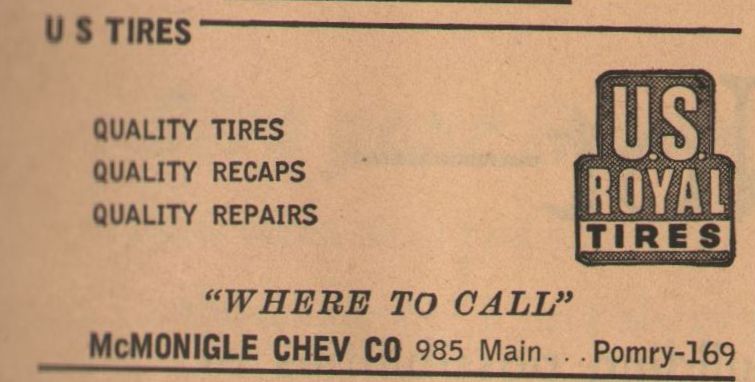 U S TIRES
QUALITY TIRES
QUALITY RECAPS
QUALITY REPAIRS
U.S.
ROYAL
TIRES
"WHERE TO CALL"
McMONIGLE CHEV CO 985 Main... Pomry-169